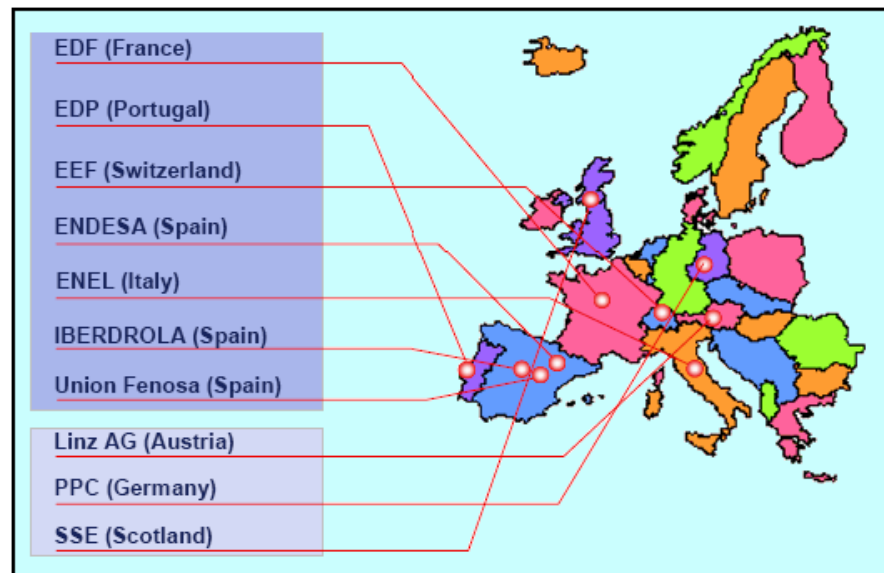 EDF (France)
EDP (Portugal)
EEF (Switzerland)
ENDESA (Spain)
ENEL (Italy)
IBERDROLA (Spain)
Union Fenosa (Spain)
Linz AG (Austria)
PPC (Germany)
SSE (Scotland)